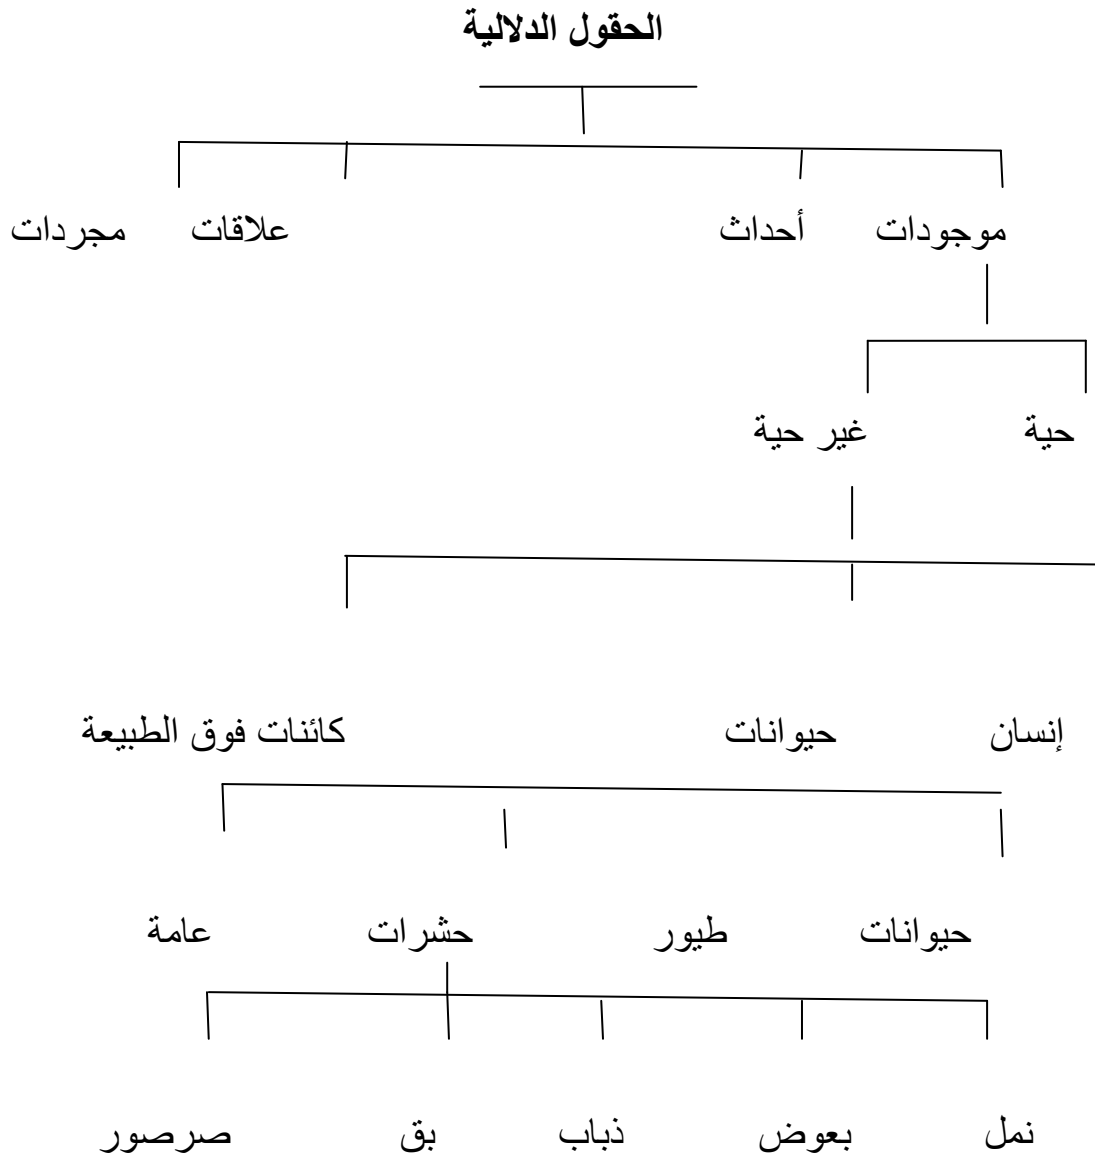 الحقول الدلالية
موجودات أحداث علاقات مجردات
حية غير حية
إنسان حيوانات كائنات فوق الطبيعة
حيوانات طيور حشرات عامة
نمل بعوض ذباب بق صرصور